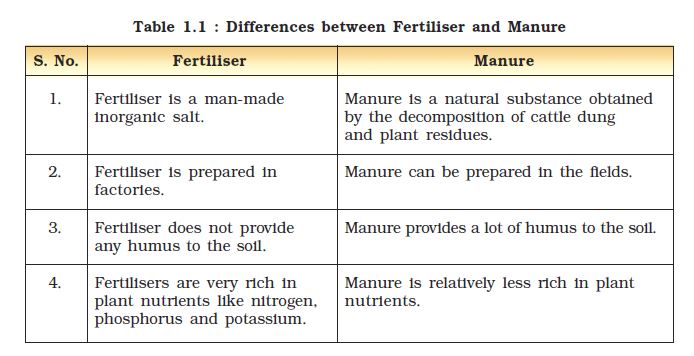 Table 1.1 : Differences between Fertiliser and Manure
S. No. Fertiliser Manure
1. Fertiliser is a man-made Manure is a natural substance obtained
inorganic salt. by the decomposition of cattle dung
and plant residues.
2. Fertiliser is prepared in Manure can be prepared in the fields.
factories.
3. Fertiliser does not provide Manure provides a lot of humus to the soil.
any humus to the soil.
4. Fertilisers are very rich in Manure is relatively less rich in plant
plant nutrients like nitrogen, nutrients.
phosphorus and potassium.